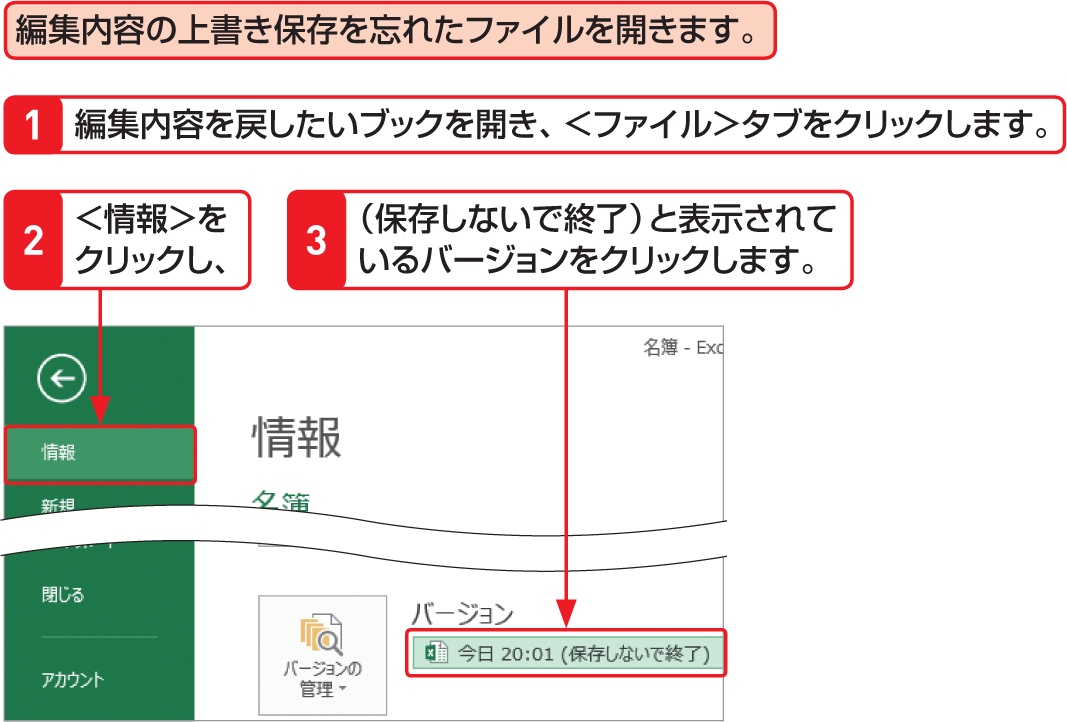 編集内容の上書き保存を忘れたファイルを開きます。
1 編集内容を戻したいブックを開き、＜ファイル＞タブをクリックします。
2 ＜情報＞を
クリックし、
3 （保存しないで終了）と表示されて
いるバージョンをクリックします。
名簿 - Exc
情報
情報
新規
名簿
閉じる
アカウント
バージョンの
管理
バージョン
今日 20:01 (保存しないで終了)